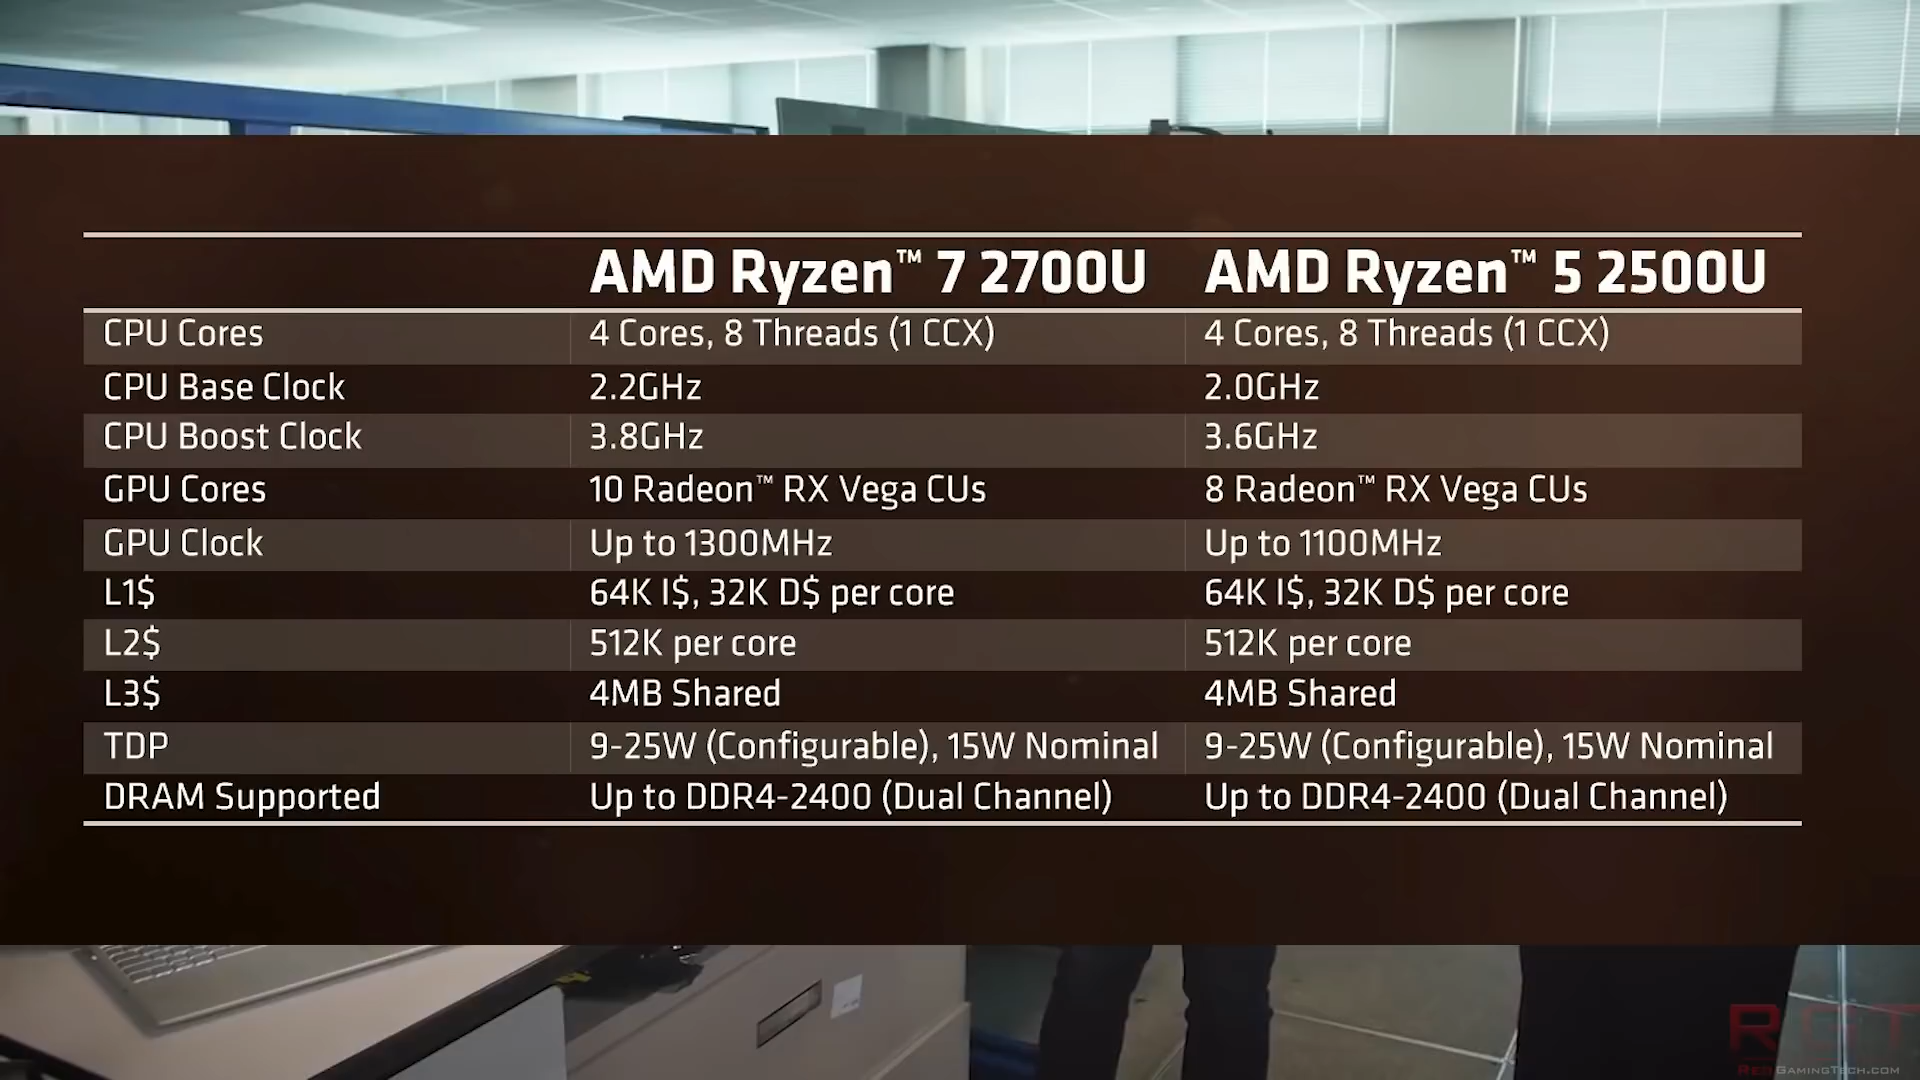 AMD Ryzen™ 7 2700U AMD Ryzen™ 5 2500U
CPU Cores 4 Cores, 8 Threads (1 CCX) 4 Cores, 8 Threads (1 CCX)
CPU Base Clock 2.2GHz 2.0GHz
CPU Boost Clock 3.8GHz 3.6GHz
GPU Cores 10 Radeon™ RX Vega CUs 8 Radeon™ RX Vega CUs
GPU Clock Up to 1300MHz Up to 1100MHz
L1$ 64K I$, 32K D$ per core 64K I$, 32K D$ per core
L2$ 512K per core 512K per core
L3$ 4MB Shared 4MB Shared
TDP 9-25W (Configurable), 15W Nominal 9-25W (Configurable), 15W Nominal
DRAM Supported Up to DDR4-2400 (Dual Channel) Up to DDR4-2400 (Dual Channel)
RGT
RedGamingTech.com